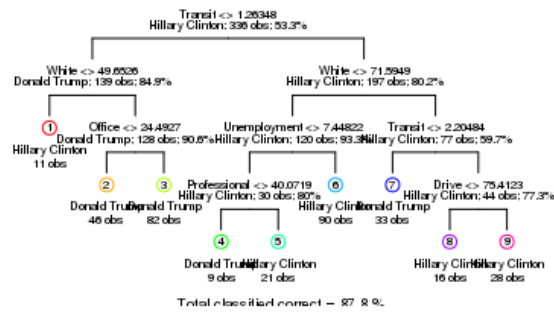 Transit <> 1.26348
Hillary Clinton; 336 obs; 53.3%
White <> 49.6526
Donald Trump; 139 obs; 84.9%
White <> 71.5949
Hillary Clinton; 197 obs; 80.2%
1
Hillary Clinton
11 obs
Office <> 24.4927
Donald Trump; 128 obs; 90.6%
Unemployment <> 7.44822
Hillary Clinton; 120 obs; 93.3%
Transit <> 2.20484
Hillary Clinton; 77 obs; 59.7%
2
Donald Trump
46 obs
3
Donald Trump
82 obs
Professional <> 40.0719
Hillary Clinton; 30 obs; 80%
6
Hillary Clinton
90 obs
7
Donald Trump
33 obs
Drive <> 75.4123
Hillary Clinton; 44 obs; 77.3%
4
Donald Trump
9 obs
5
Hillary Clinton
21 obs
8
Hillary Clinton
16 obs
9
Hillary Clinton
28 obs
Total classified correct = 87.8 %